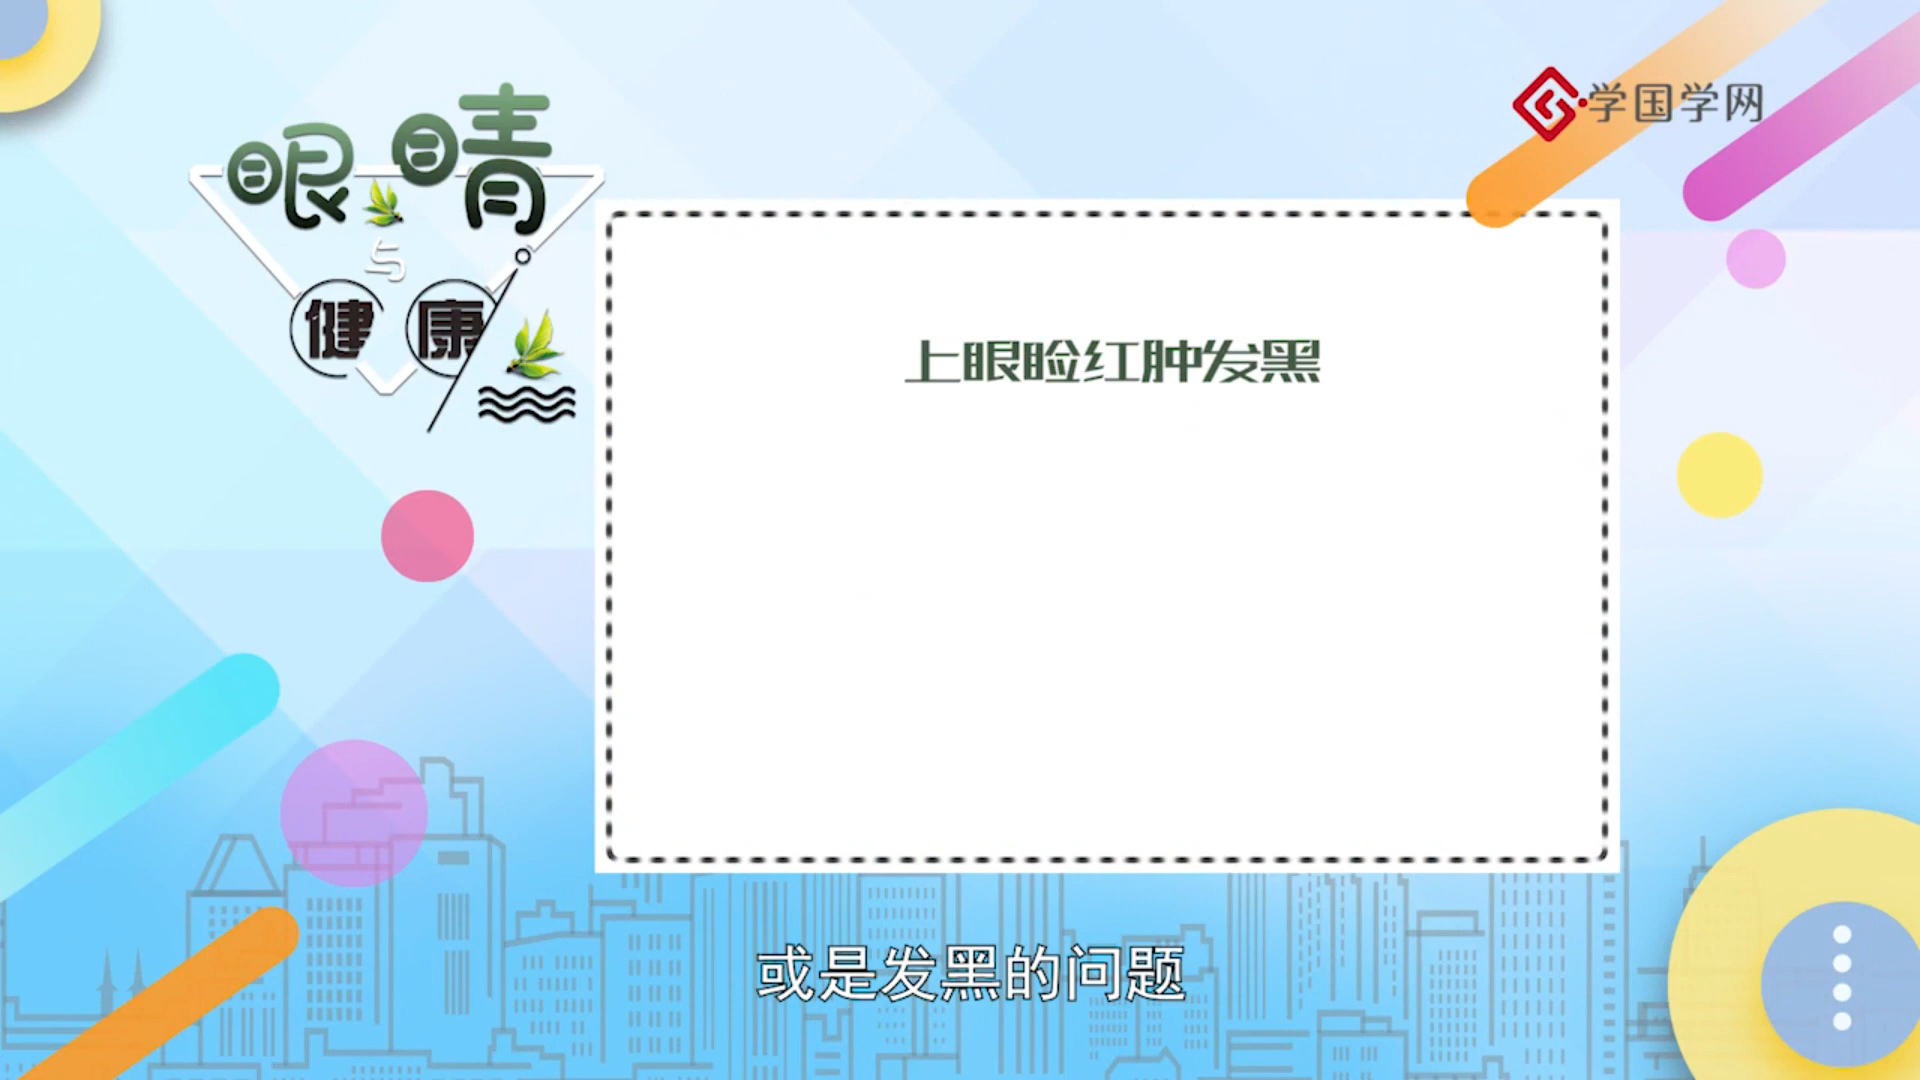 学国学网
眼睛
与
健康
上眼睑红肿发黑
或是发黑的问题